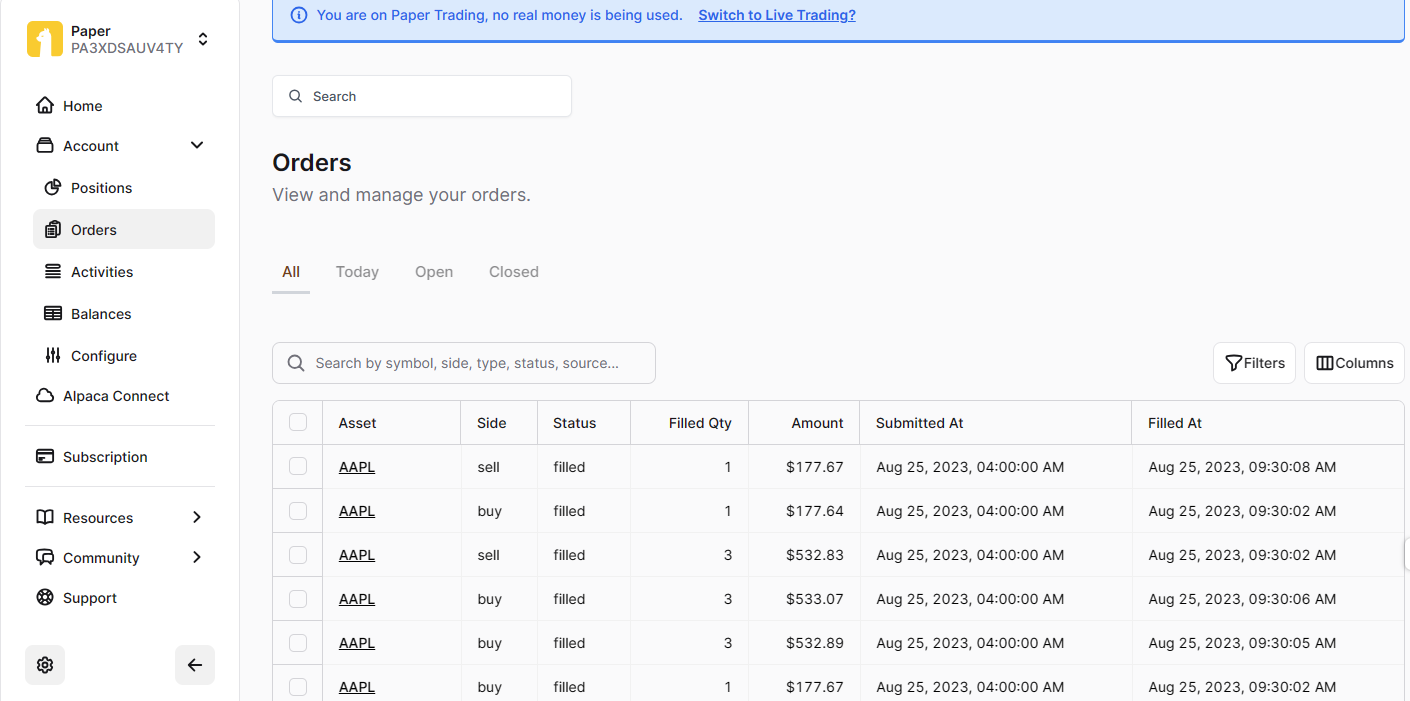 You are on Paper Trading, no real money is being used. Switch to Live Trading?
Paper
PA3XDSAUV4TY
Home
Account
Positions
Orders
Activities
Balances
Configure
Alpaca Connect
Subscription
Resources
Community
Support
Search
Orders
View and manage your orders.
All Today Open Closed
Search by symbol, side, type, status, source...
Filters Columns
Asset Side Status Filled Qty Amount Submitted At Filled At
AAPL sell filled 1 $177.67 Aug 25, 2023, 04:00:00 AM Aug 25, 2023, 09:30:08 AM
AAPL buy filled 1 $177.64 Aug 25, 2023, 04:00:00 AM Aug 25, 2023, 09:30:02 AM
AAPL sell filled 3 $532.83 Aug 25, 2023, 04:00:00 AM Aug 25, 2023, 09:30:02 AM
AAPL buy filled 3 $533.07 Aug 25, 2023, 04:00:00 AM Aug 25, 2023, 09:30:06 AM
AAPL buy filled 3 $532.89 Aug 25, 2023, 04:00:00 AM Aug 25, 2023, 09:30:05 AM
AAPL buy filled 1 $177.67 Aug 25, 2023, 04:00:00 AM Aug 25, 2023, 09:30:02 AM